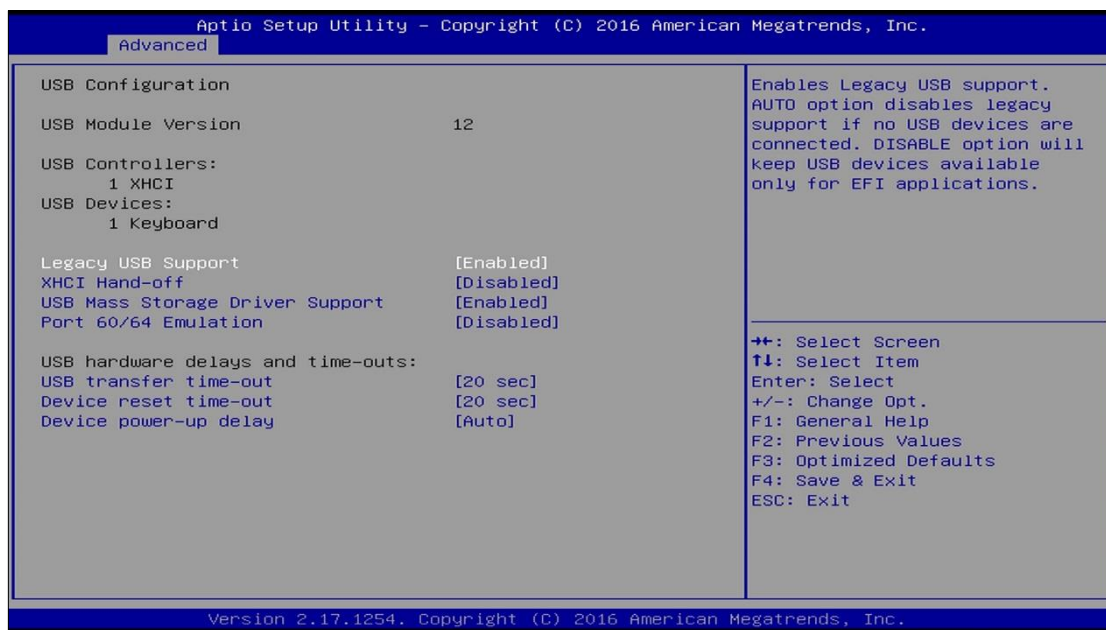 Aptio Setup Utility – Copyright (C) 2016 American Megatrends, Inc.
Advanced
USB Configuration
USB Module Version 12
USB Controllers:
1 XHCI
USB Devices:
1 Keyboard
Legacy USB Support [Enabled]
XHCI Hand-off [Disabled]
USB Mass Storage Driver Support [Enabled]
Port 60/64 Emulation [Disabled]
USB hardware delays and time-outs:
USB transfer time-out [20 sec]
Device reset time-out [20 sec]
Device power-up delay [Auto]
Enables Legacy USB support.
AUTO option disables legacy
support if no USB devices are
connected. DISABLE option will
keep USB devices available
only for EFI applications.
→←: Select Screen
↑↓: Select Item
Enter: Select
+/-: Change Opt.
F1: General Help
F2: Previous Values
F3: Optimized Defaults
F4: Save & Exit
ESC: Exit
Version 2.17.1254. Copyright (C) 2016 American Megatrends, Inc.